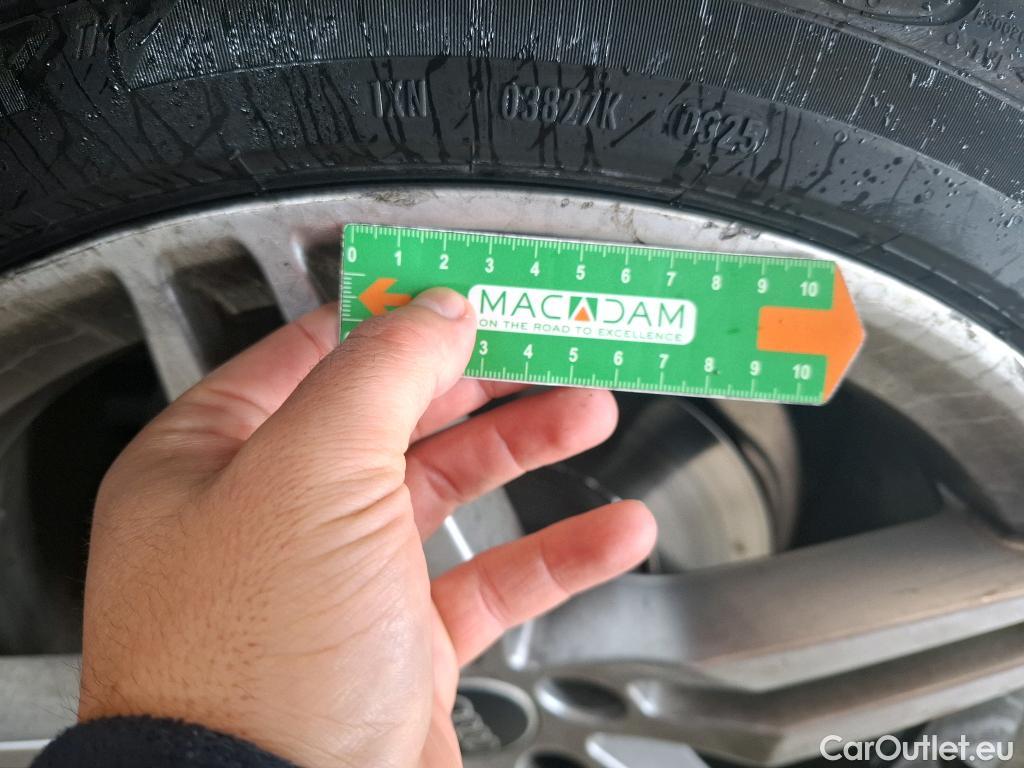 1XN 03827K 0325
0 1 2 3 4 5 6 7 8 9 10
MACADAM
ON THE ROAD TO EXCELLENCE
3 4 5 6 7 8 9 10
CarOutlet.eu